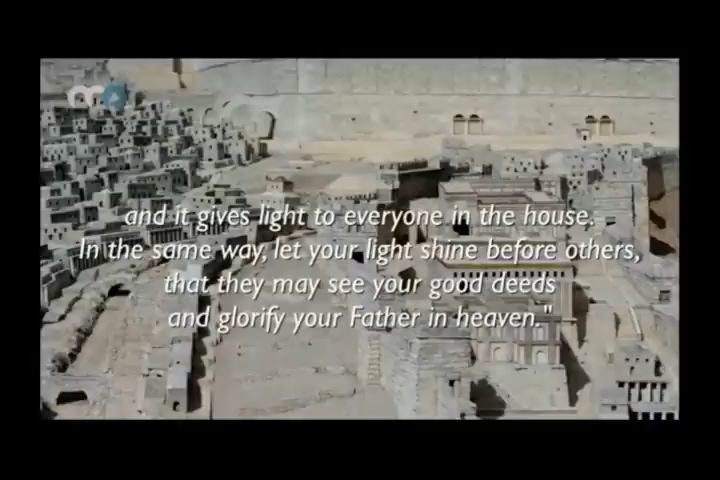 and it gives light to everyone in the house.
In the same way, let your light shine before others,
that they may see your good deeds
and glorify your Father in heaven."